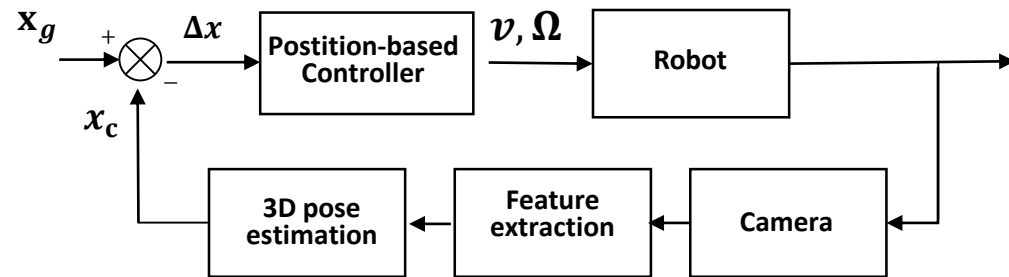 x_g
+
−
Δx
Postition-based
Controller
v, Ω
Robot
x_c
3D pose
estimation
Feature
extraction
Camera